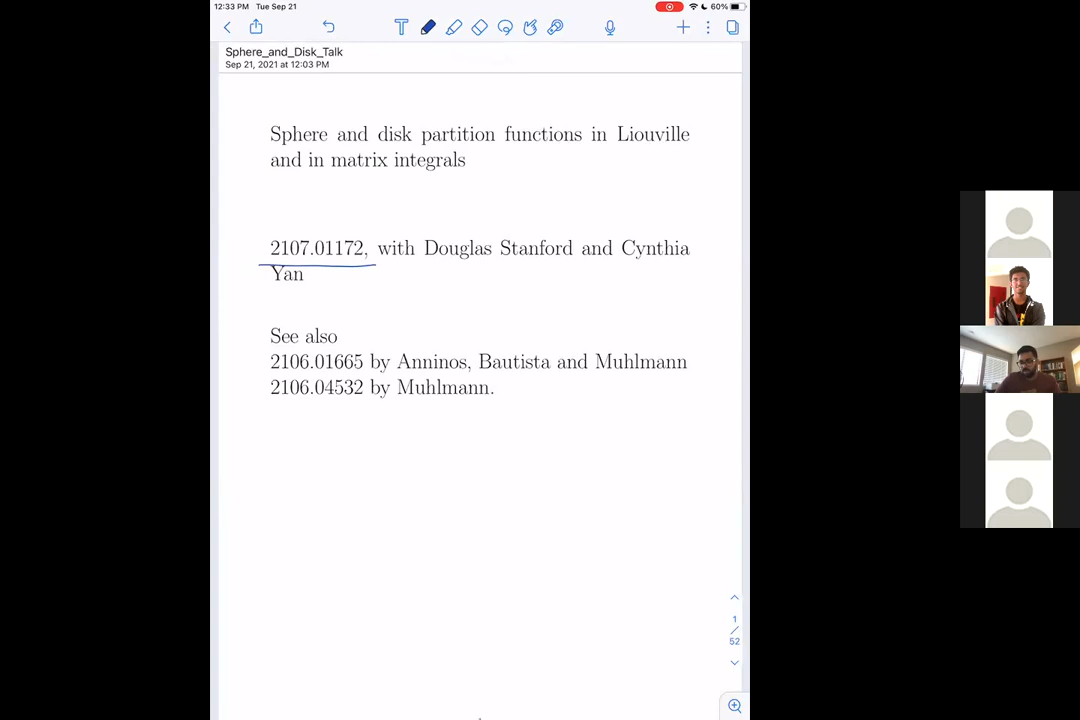 12:33 PM Tue Sep 21
60%
Sphere_and_Disk_Talk
Sep 21, 2021 at 12:03 PM
Sphere and disk partition functions in Liouville
and in matrix integrals
2107.01172, with Douglas Stanford and Cynthia
Yan
See also
2106.01665 by Anninos, Bautista and Muhlmann
2106.04532 by Muhlmann.
1
/
52